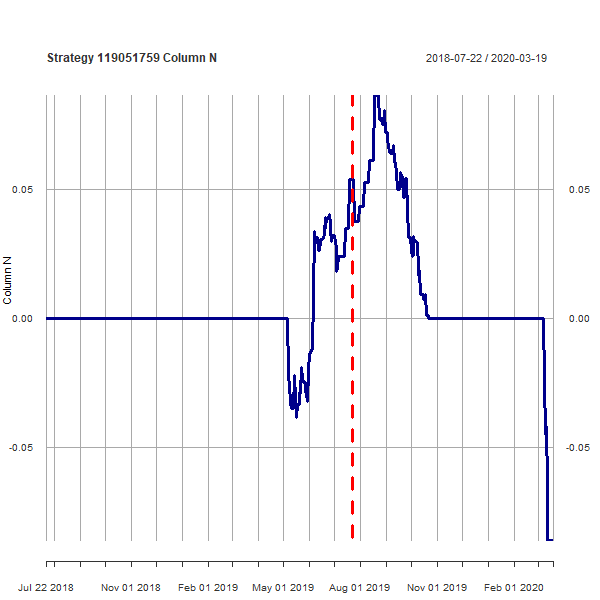 Strategy 119051759 Column N 2018-07-22 / 2020-03-19
0.05 0.05
0.00 0.00
-0.05 -0.05
Column N
Jul 22 2018 Nov 01 2018 Feb 01 2019 May 01 2019 Aug 01 2019 Nov 01 2019 Feb 01 2020